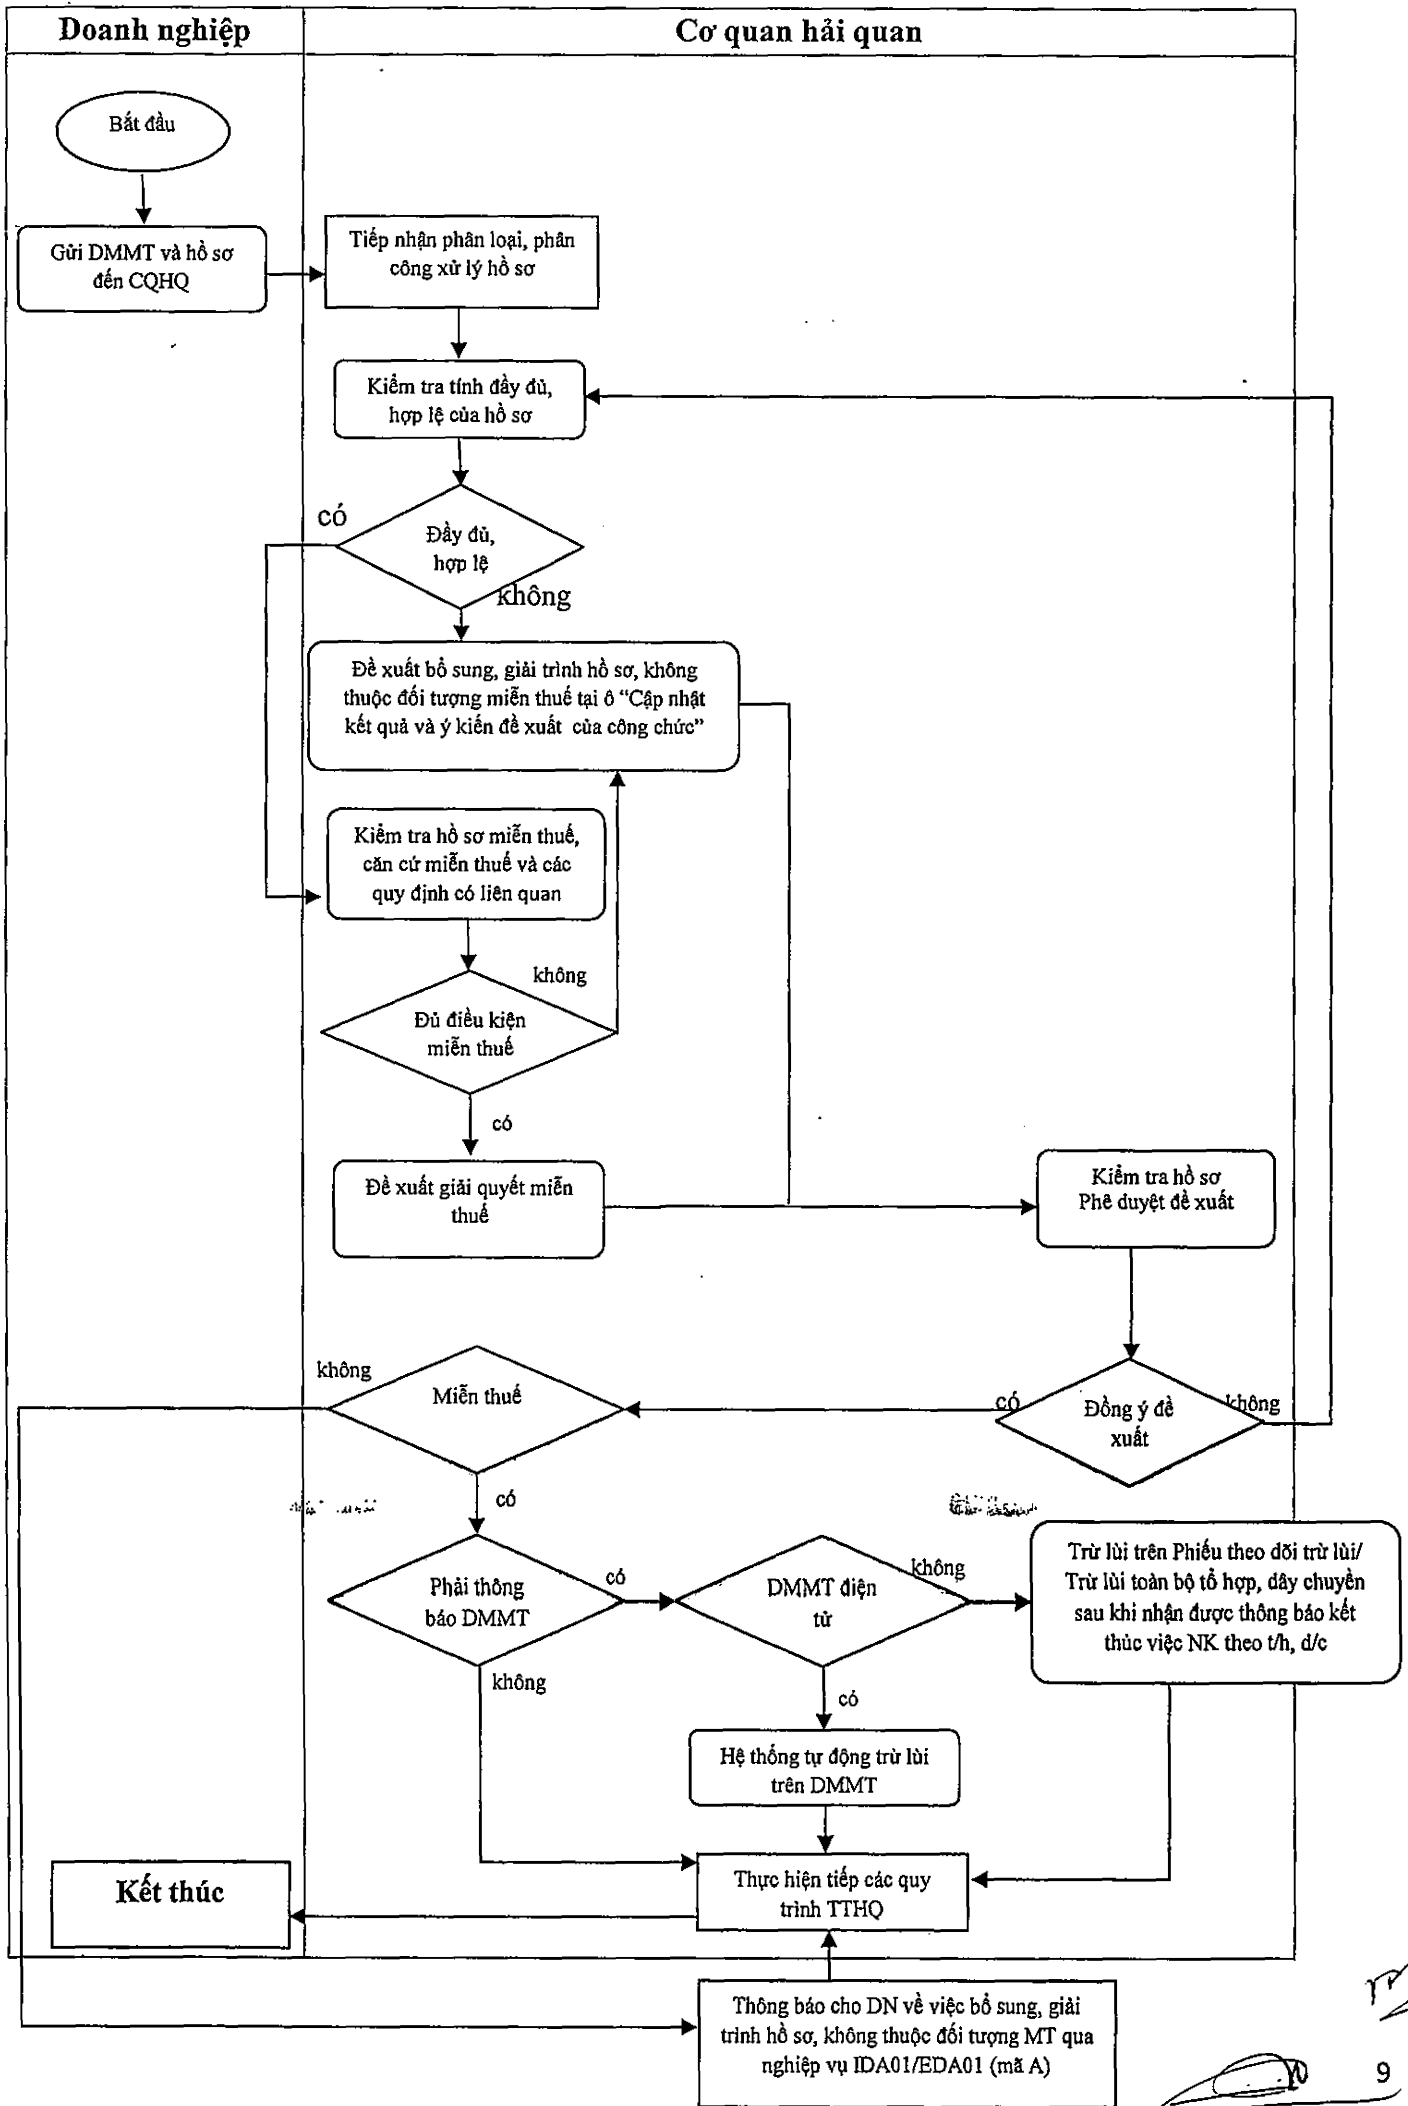 Doanh nghiệp
Cơ quan hải quan
Bắt đầu
Gửi DMMT và hồ sơ
đến CQHQ
Tiếp nhận phân loại, phân
công xử lý hồ sơ
Kiểm tra tính đầy đủ,
hợp lệ của hồ sơ
có
Đầy đủ,
hợp lệ
không
Đề xuất bổ sung, giải trình hồ sơ, không
thuộc đối tượng miễn thuế tại ô “Cập nhật
kết quả và ý kiến đề xuất của công chức”
Kiểm tra hồ sơ miễn thuế,
căn cứ miễn thuế và các
quy định có liên quan
không
Đủ điều kiện
miễn thuế
có
Đề xuất giải quyết miễn
thuế
Kiểm tra hồ sơ
Phê duyệt đề xuất
không
Miễn thuế
có
Đồng ý đề
xuất
không
có
Phải thông
báo DMMT
có
DMMT điện
tử
không
Trừ lùi trên Phiếu theo dõi trừ lùi/
Trừ lùi toàn bộ tổ hợp, dây chuyền
sau khi nhận được thông báo kết
thúc việc NK theo t/h, d/c
không
có
Hệ thống tự động trừ lùi
trên DMMT
Kết thúc
Thực hiện tiếp các quy
trình TTHQ
Thông báo cho DN về việc bổ sung, giải
trình hồ sơ, không thuộc đối tượng MT qua
nghiệp vụ IDA01/EDA01 (mã A)
9